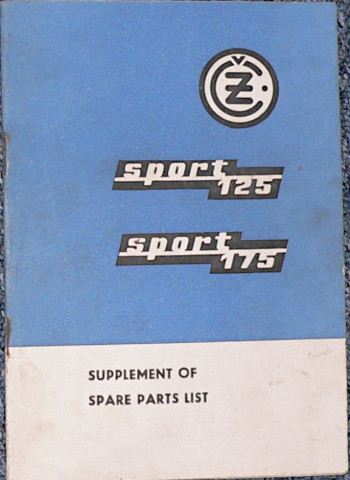 ČZ
sport
125
sport
175
SUPPLEMENT OF
SPARE PARTS LIST